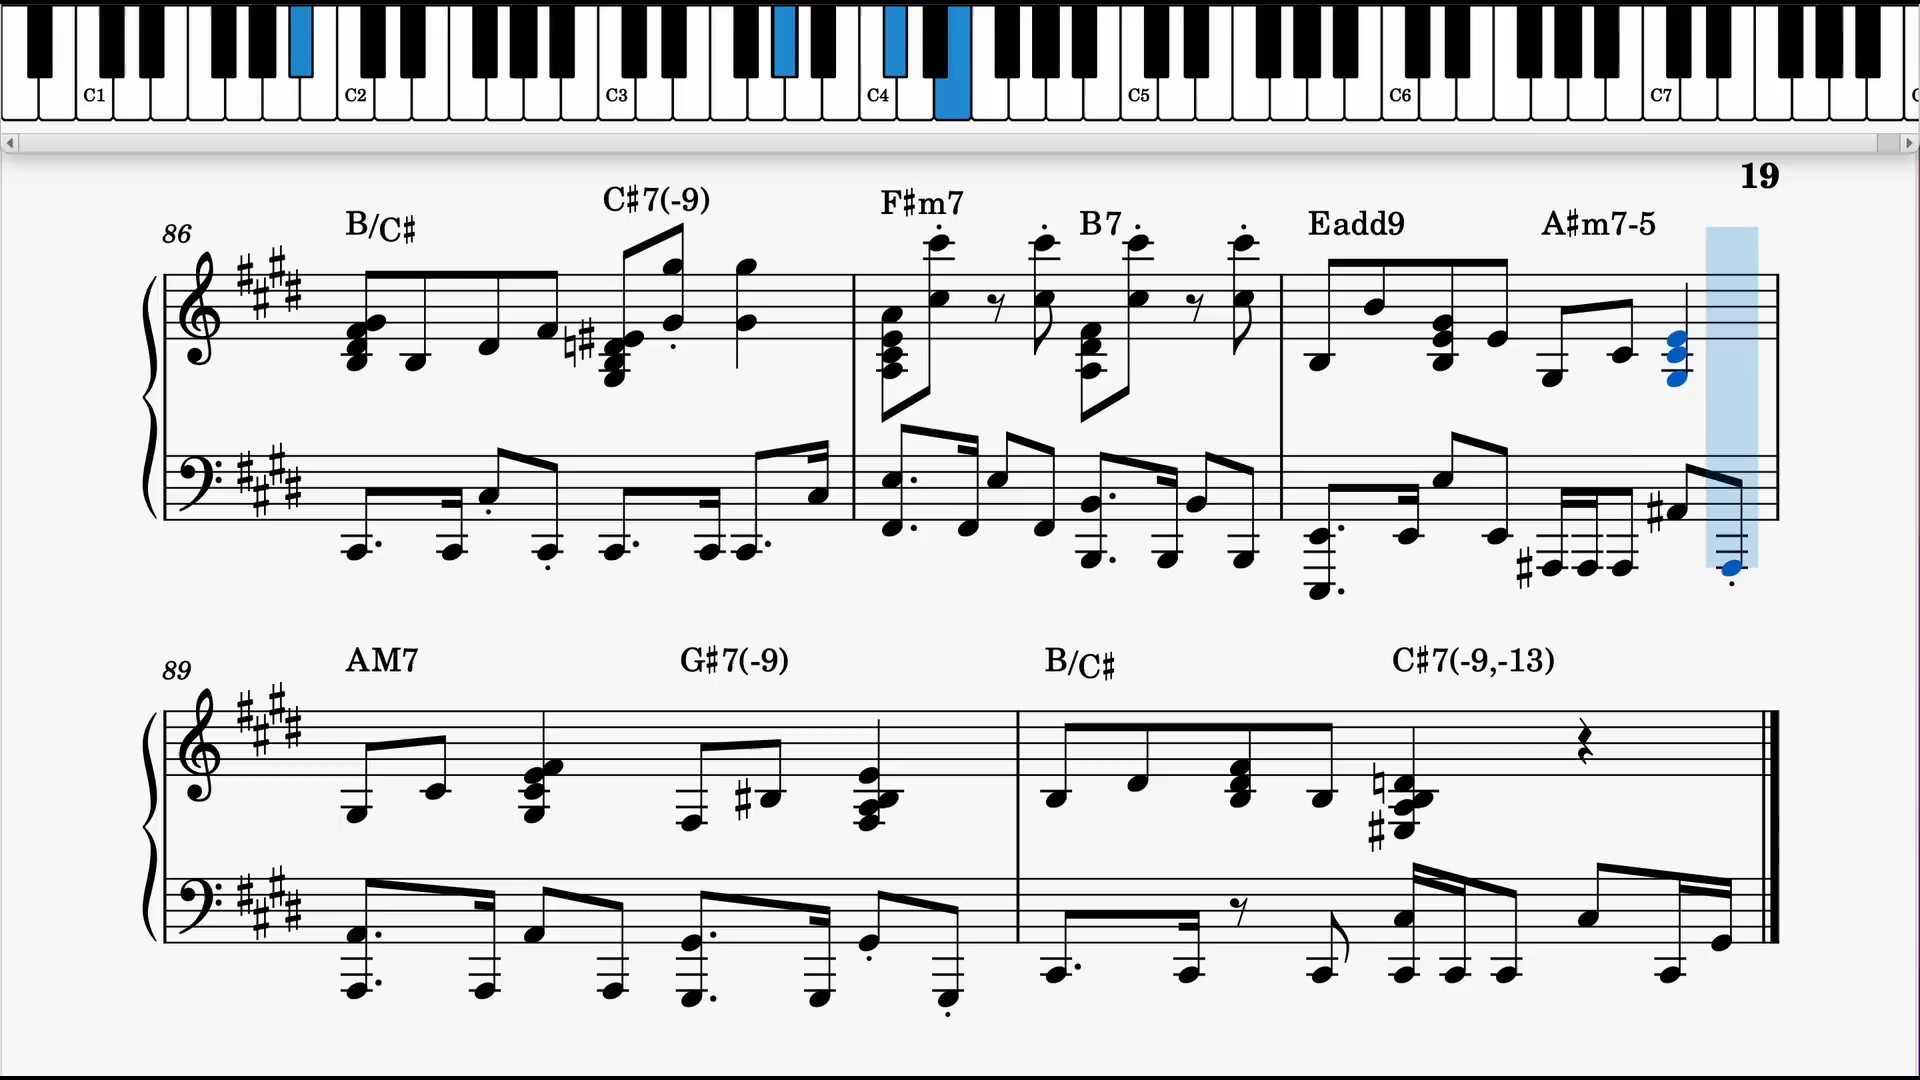 C1 C2 C3 C4 C5 C6 C7
19
86 B/C♯ C♯7(-9) F♯m7 B7 Eadd9 A♯m7-5
89 AM7 G♯7(-9) B/C♯ C♯7(-9,-13)